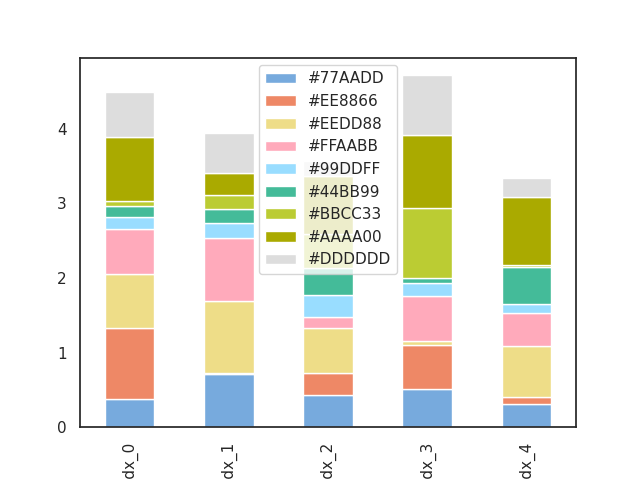 #77AADD
#EE8866
#EEDD88
#FFAABB
#99DDFF
#44BB99
#BBCC33
#AAAA00
#DDDDDD
4
3
2
1
0
dx_0
dx_1
dx_2
dx_3
dx_4